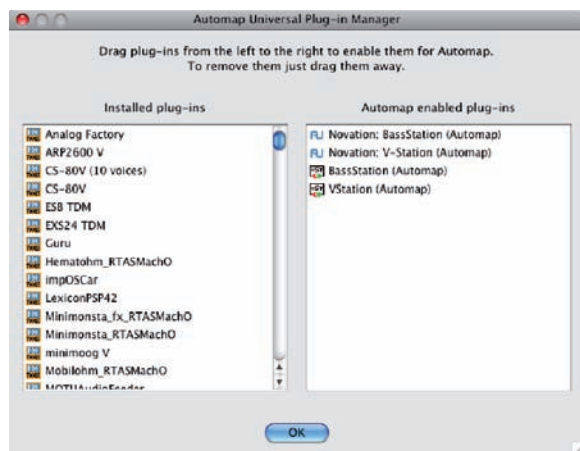 Automap Universal Plug-in Manager
Drag plug-ins from the left to the right to enable them for Automap.
To remove them just drag them away.
Installed plug-ins
Analog Factory
ARP2600 V
CS-80V (10 voices)
CS-80V
ESB TDM
EXS24 TDM
Guru
Hematohm_RTASMachO
impOSCar
LexiconPSP42
Minimonsta_fx_RTASMachO
Minimonsta_RTASMachO
minimoog V
Mobilohm_RTASMachO
MOTUAudioFeeder
Automap enabled plug-ins
Novation: BassStation (Automap)
Novation: V-Station (Automap)
BassStation (Automap)
VStation (Automap)
OK